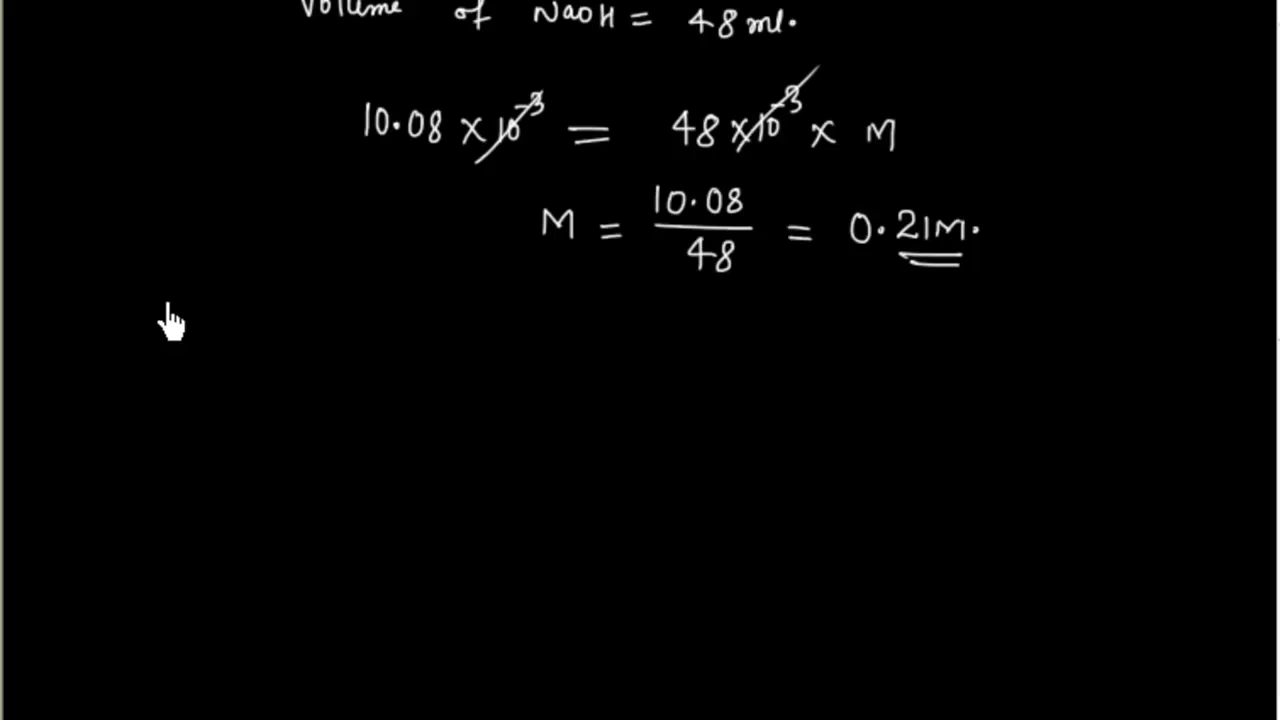 Volume of NaOH = 48 ml.
10.08 × 10⁻³ = 48 × 10⁻³ × M
M = 10.08/48 = 0.21M.